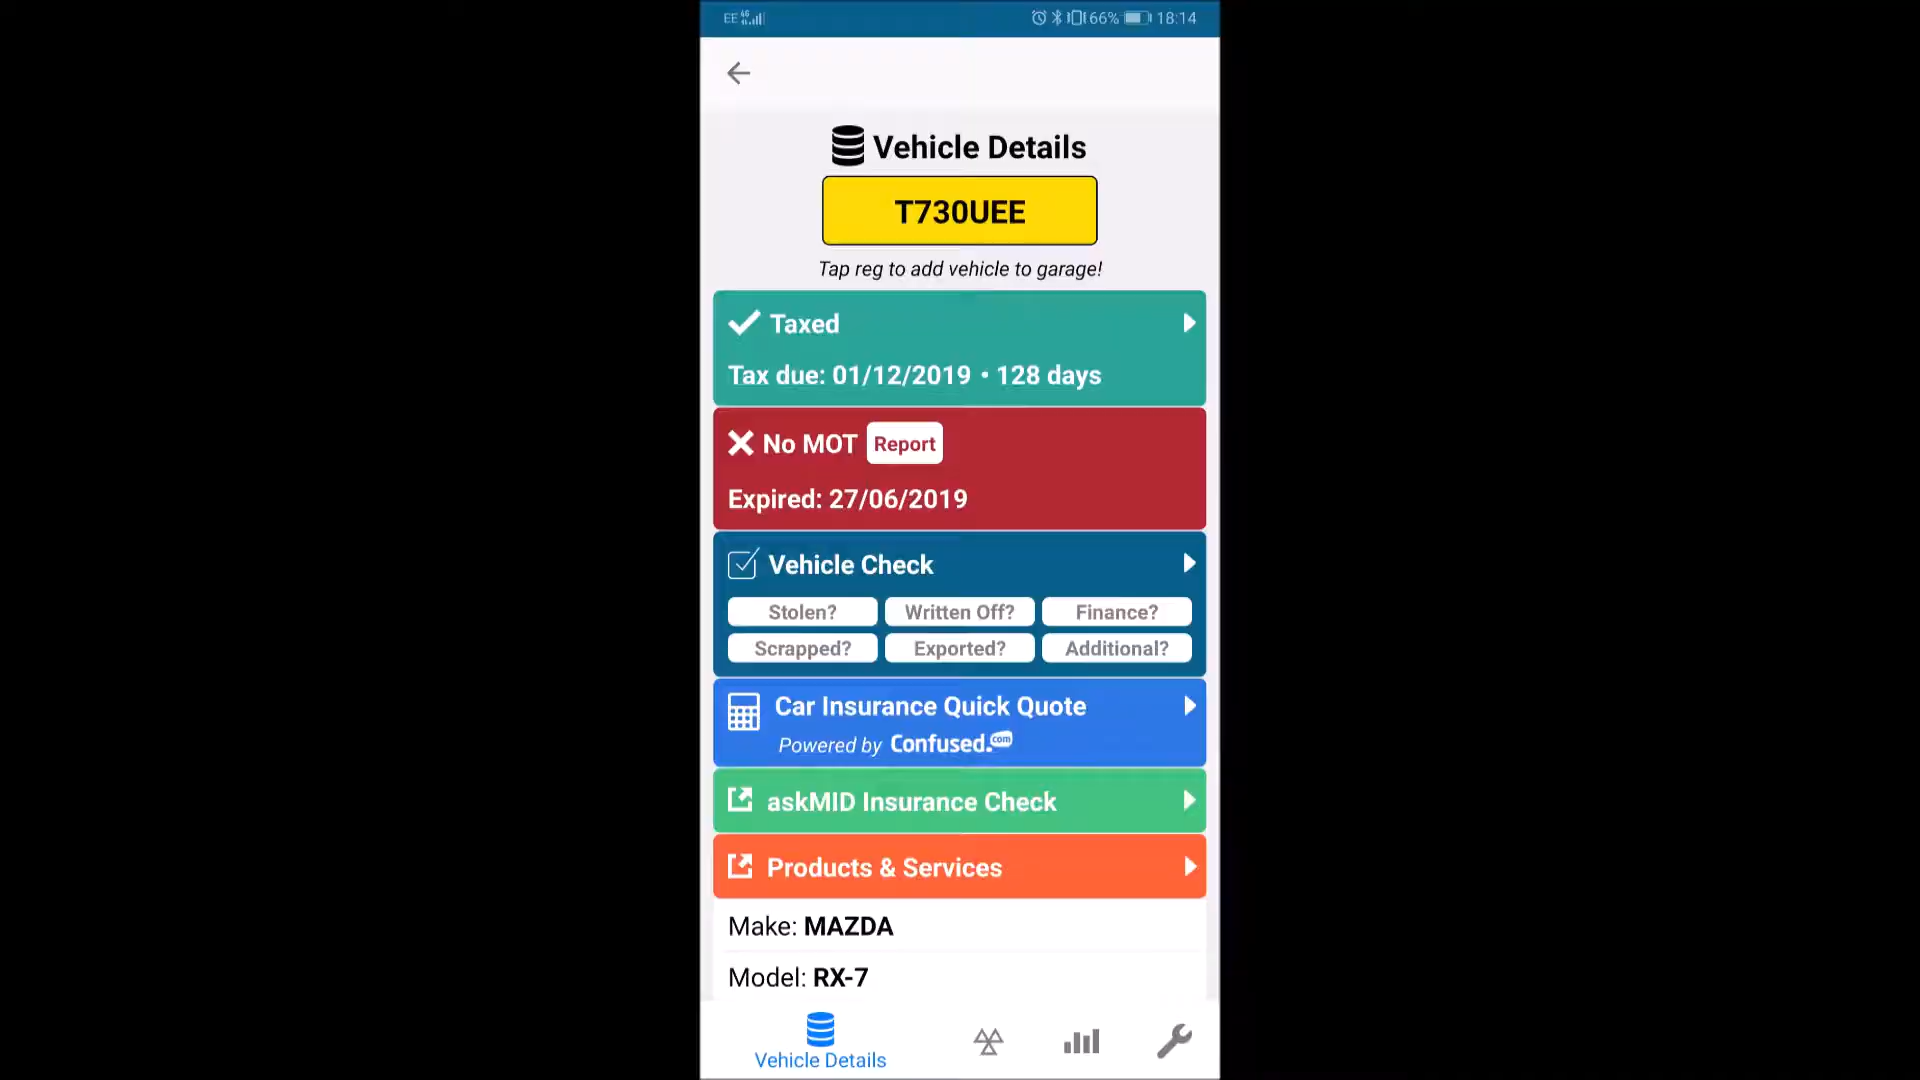 EE 4G 66% 18:14
Vehicle Details
T730UEE
Tap reg to add vehicle to garage!
Taxed
Tax due: 01/12/2019 • 128 days
No MOT Report
Expired: 27/06/2019
Vehicle Check
Stolen? Written Off? Finance?
Scrapped? Exported? Additional?
Car Insurance Quick Quote
Powered by Confused.com
askMID Insurance Check
Products & Services
Make: MAZDA
Model: RX-7
Vehicle Details